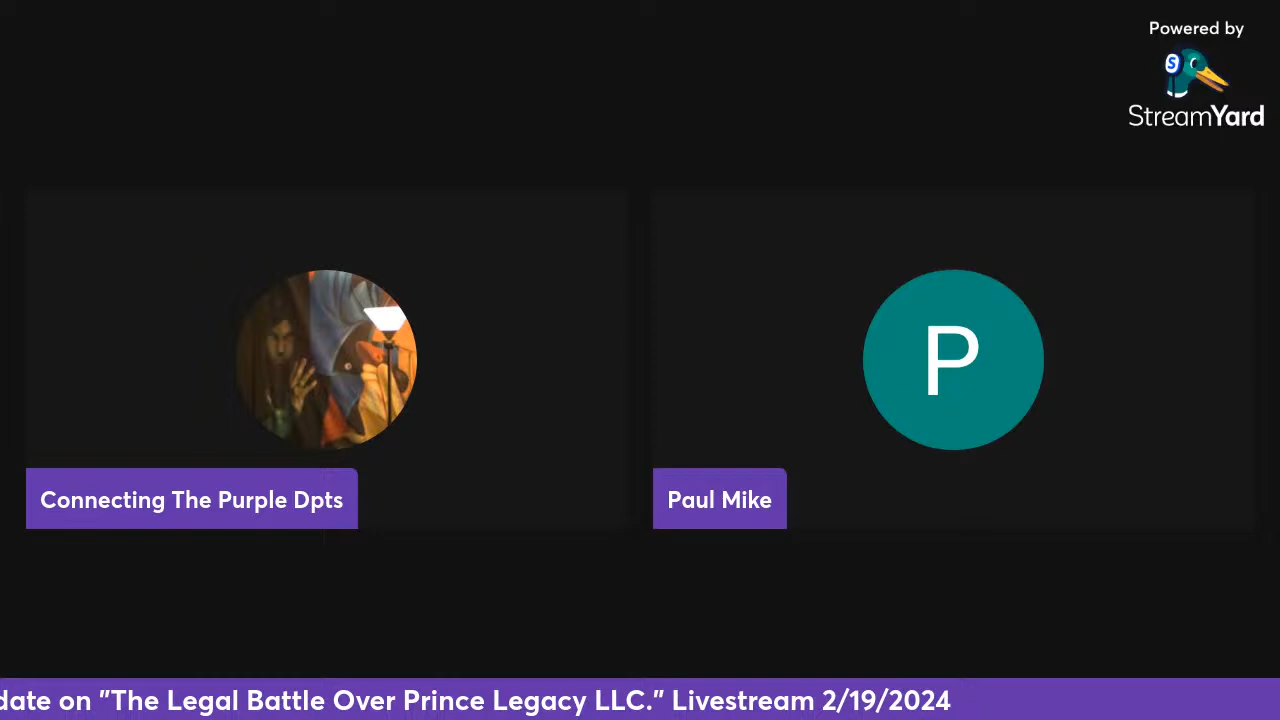 Powered by
S
StreamYard
P
Connecting The Purple Dpts
Paul Mike
date on "The Legal Battle Over Prince Legacy LLC." Livestream 2/19/2024